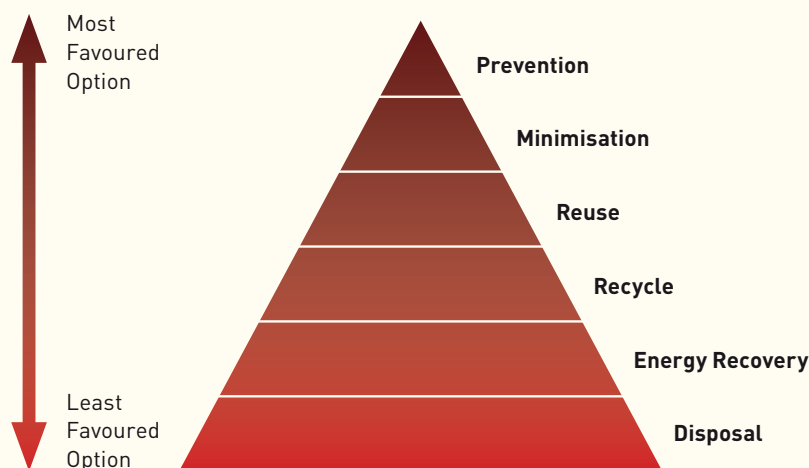 Most
Favoured
Option
Prevention
Minimisation
Reuse
Recycle
Energy Recovery
Least
Favoured
Option
Disposal